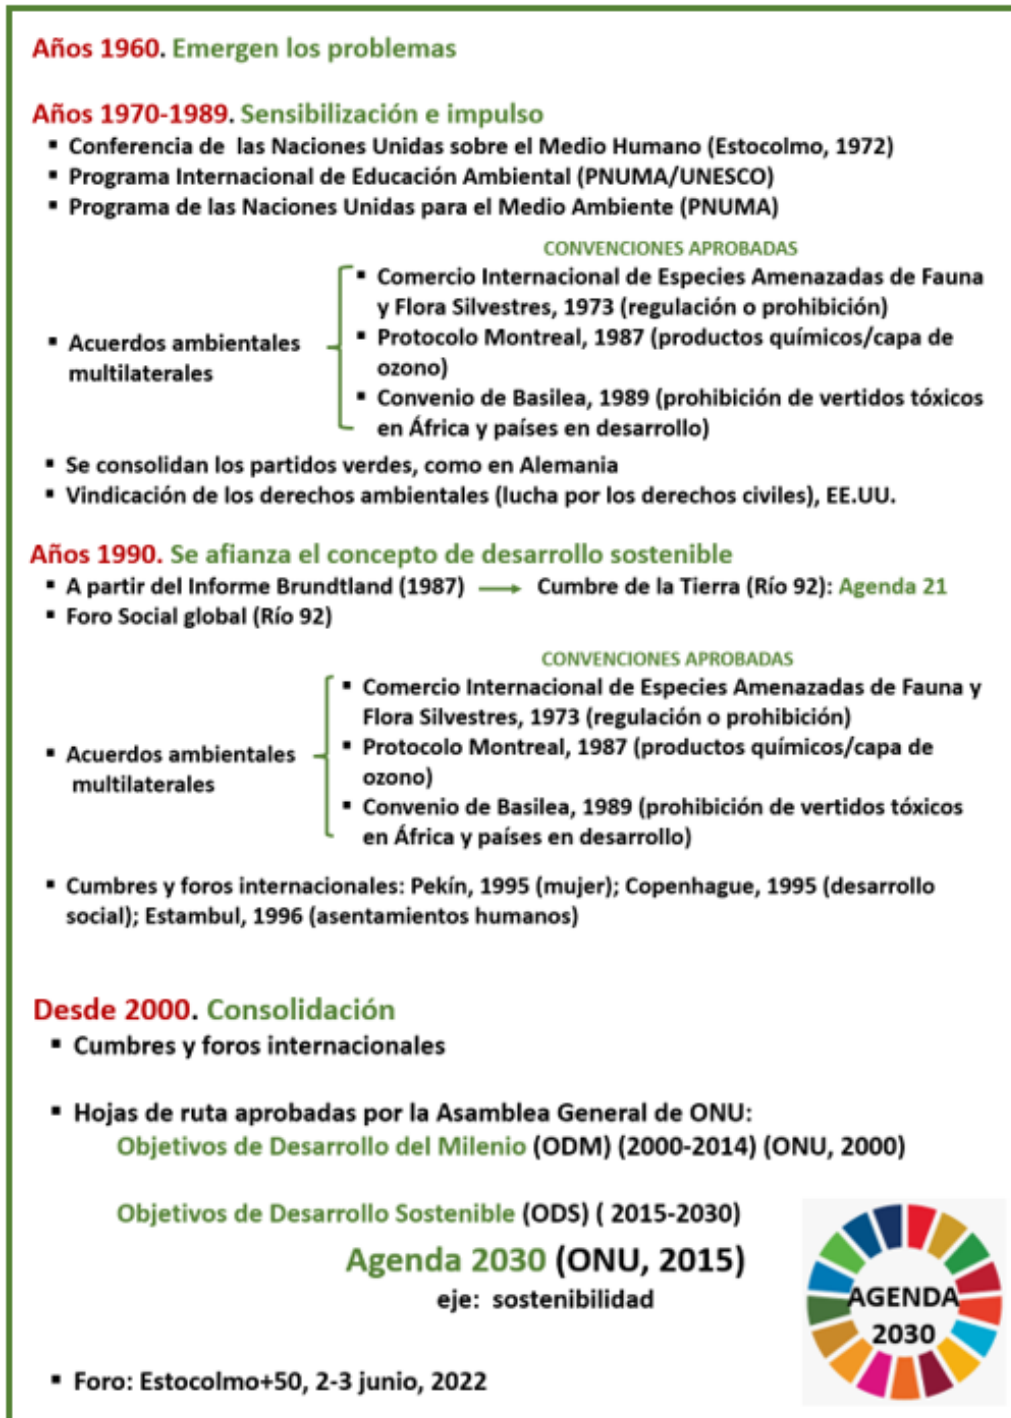 Años 1960. Emergen los problemas
Años 1970-1989. Sensibilización e impulso
▪ Conferencia de las Naciones Unidas sobre el Medio Humano (Estocolmo, 1972)
▪ Programa Internacional de Educación Ambiental (PNUMA/UNESCO)
▪ Programa de las Naciones Unidas para el Medio Ambiente (PNUMA)
▪ Acuerdos ambientales
multilaterales
CONVENCIONES APROBADAS
▪ Comercio Internacional de Especies Amenazadas de Fauna
y Flora Silvestres, 1973 (regulación o prohibición)
▪ Protocolo Montreal, 1987 (productos químicos/capa de
ozono)
▪ Convenio de Basilea, 1989 (prohibición de vertidos tóxicos
en África y países en desarrollo)
▪ Se consolidan los partidos verdes, como en Alemania
▪ Vindicación de los derechos ambientales (lucha por los derechos civiles), EE.UU.
Años 1990. Se afianza el concepto de desarrollo sostenible
▪ A partir del Informe Brundtland (1987) → Cumbre de la Tierra (Río 92): Agenda 21
▪ Foro Social global (Río 92)
▪ Acuerdos ambientales
multilaterales
CONVENCIONES APROBADAS
▪ Comercio Internacional de Especies Amenazadas de Fauna y
Flora Silvestres, 1973 (regulación o prohibición)
▪ Protocolo Montreal, 1987 (productos químicos/capa de
ozono)
▪ Convenio de Basilea, 1989 (prohibición de vertidos tóxicos
en África y países en desarrollo)
▪ Cumbres y foros internacionales: Pekín, 1995 (mujer); Copenhague, 1995 (desarrollo
social); Estambul, 1996 (asentamientos humanos)
Desde 2000. Consolidación
▪ Cumbres y foros internacionales
▪ Hojas de ruta aprobadas por la Asamblea General de ONU:
Objetivos de Desarrollo del Milenio (ODM) (2000-2014) (ONU, 2000)
Objetivos de Desarrollo Sostenible (ODS) ( 2015-2030)
Agenda 2030 (ONU, 2015)
eje: sostenibilidad
AGENDA
2030
▪ Foro: Estocolmo+50, 2-3 junio, 2022